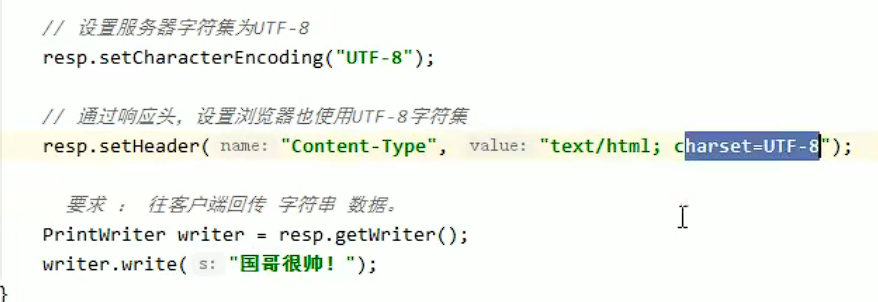 // 设置服务器字符集为UTF-8
resp.setCharacterEncoding("UTF-8");
// 通过响应头，设置浏览器也使用UTF-8字符集
resp.setHeader( name: "Content-Type", value: "text/html; charset=UTF-8");
要求 ： 往客户端回传 字符串 数据。
PrintWriter writer = resp.getWriter();
writer.write( s: "国哥很帅！");
}